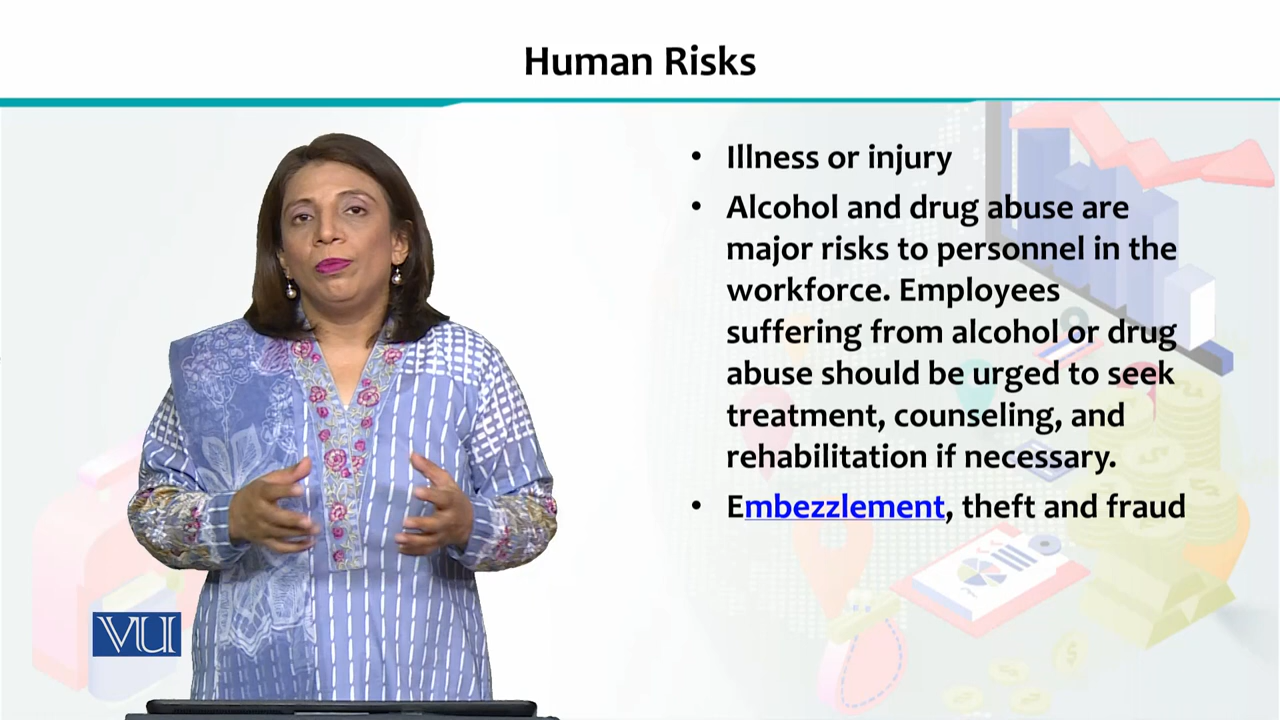 Human Risks
• Illness or injury
• Alcohol and drug abuse are
major risks to personnel in the
workforce. Employees
suffering from alcohol or drug
abuse should be urged to seek
treatment, counseling, and
rehabilitation if necessary.
• Embezzlement, theft and fraud
VU